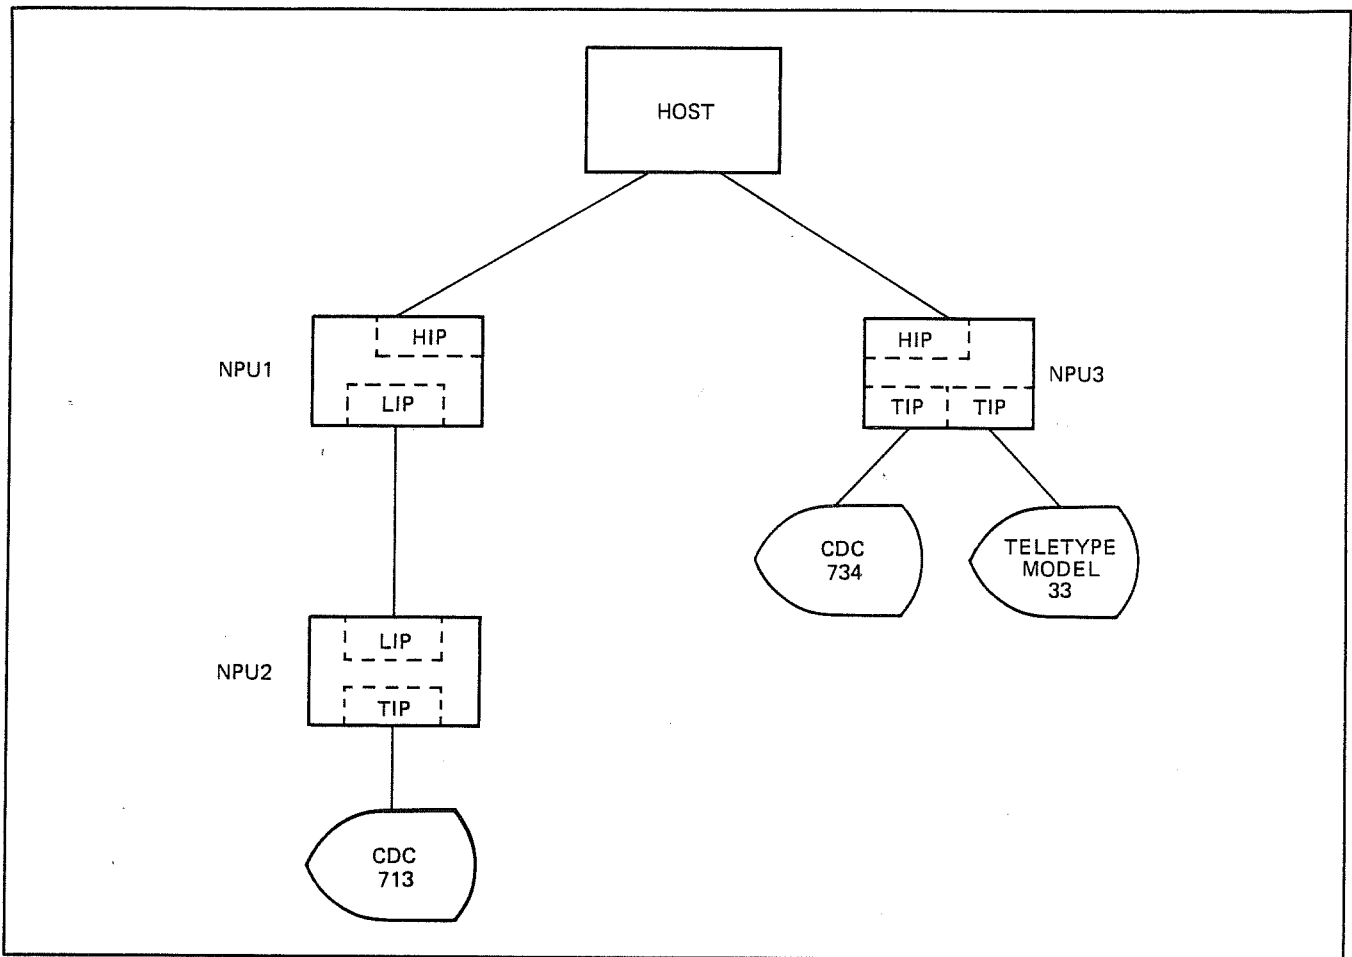 HOST
HIP
NPU1
LIP
HIP
NPU3
TIP
TIP
CDC
734
TELETYPE
MODEL
33
LIP
NPU2
TIP
CDC
713